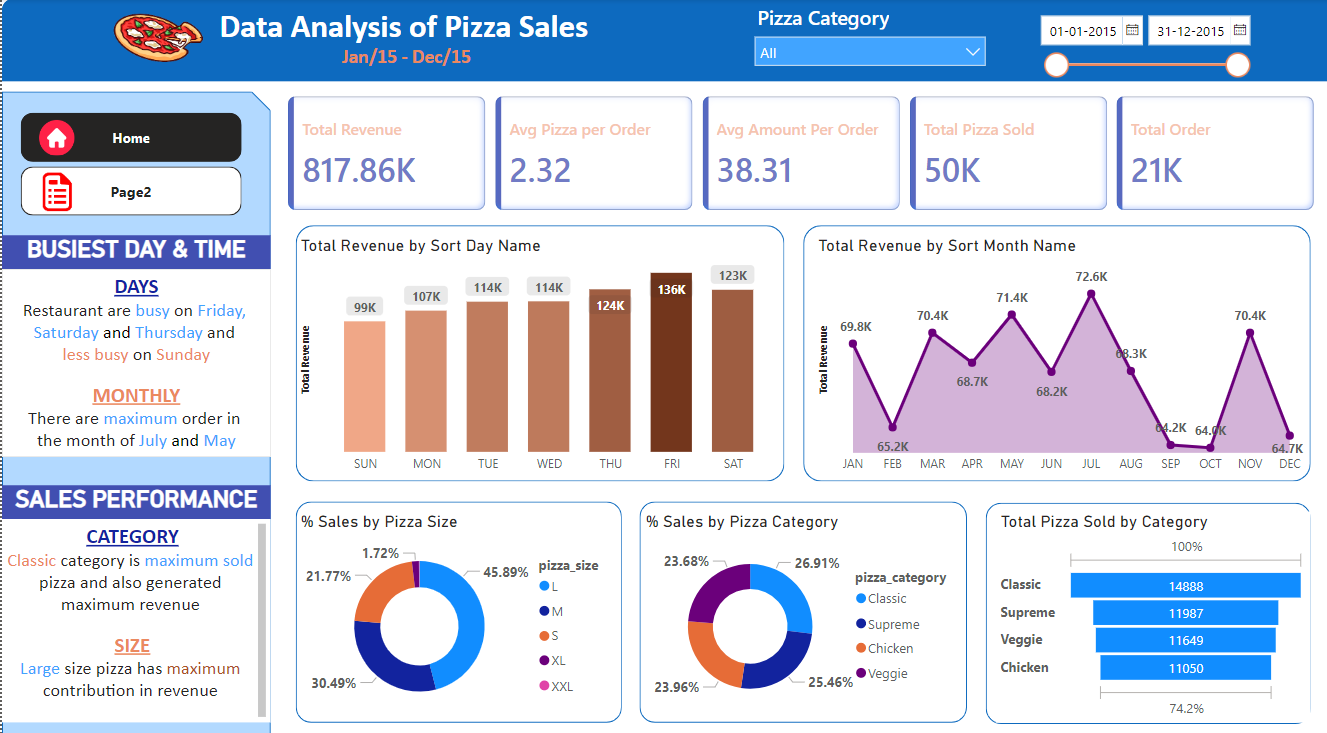 Data Analysis of Pizza Sales
Jan/15 - Dec/15
Pizza Category
All
01-01-2015
31-12-2015
Home
Page2
BUSIEST DAY & TIME
DAYS
Restaurant are busy on Friday,
Saturday and Thursday and
less busy on Sunday
MONTHLY
There are maximum order in
the month of July and May
SALES PERFORMANCE
CATEGORY
Classic category is maximum sold
pizza and also generated
maximum revenue
SIZE
Large size pizza has maximum
contribution in revenue
Total Revenue
817.86K
Avg Pizza per Order
2.32
Avg Amount Per Order
38.31
Total Pizza Sold
50K
Total Order
21K
Total Revenue by Sort Day Name
Total Revenue
99K
107K
114K
114K
124K
136K
123K
SUN
MON
TUE
WED
THU
FRI
SAT
Total Revenue by Sort Month Name
Total Revenue
69.8K
65.2K
70.4K
68.7K
71.4K
68.2K
72.6K
68.3K
64.2K
64.0K
70.4K
64.7K
JAN
FEB
MAR
APR
MAY
JUN
JUL
AUG
SEP
OCT
NOV
DEC
% Sales by Pizza Size
1.72%
21.77%
45.89%
30.49%
pizza_size
L
M
S
XL
XXL
% Sales by Pizza Category
23.68%
26.91%
23.96%
25.46%
pizza_category
Classic
Supreme
Chicken
Veggie
Total Pizza Sold by Category
100%
Classic
14888
Supreme
11987
Veggie
11649
Chicken
11050
74.2%